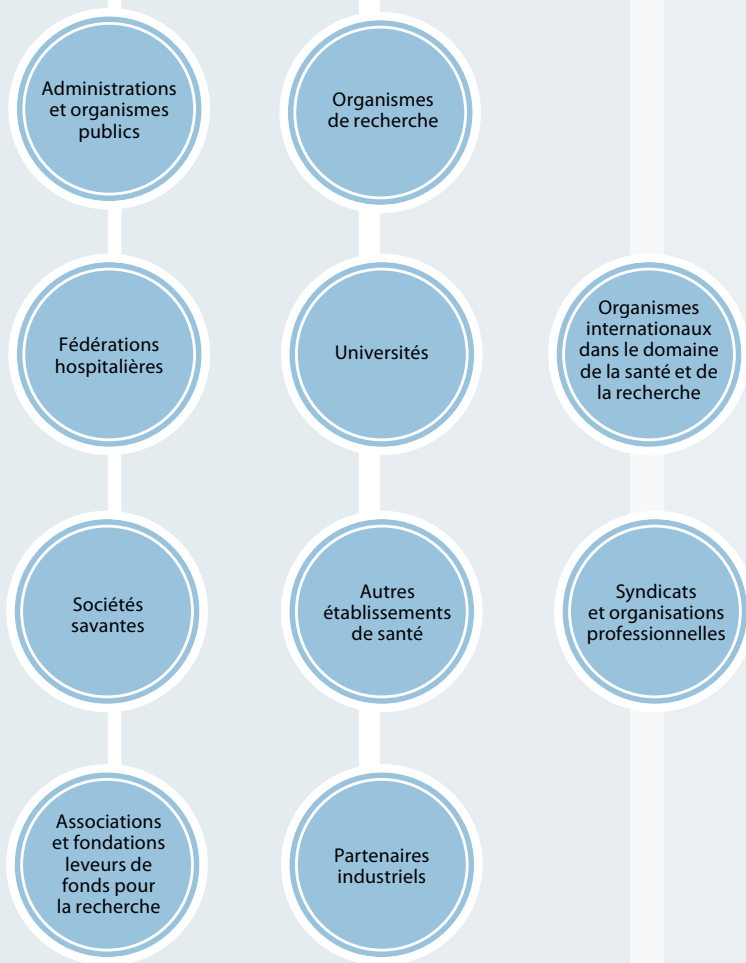 Administrations
et organismes
publics
Organismes
de recherche
Fédérations
hospitalières
Universités
Organismes
internationaux
dans le domaine
de la santé et de
la recherche
Sociétés
savantes
Autres
établissements
de santé
Syndicats
et organisations
professionnelles
Associations
et fondations
leveurs de
fonds pour
la recherche
Partenaires
industriels